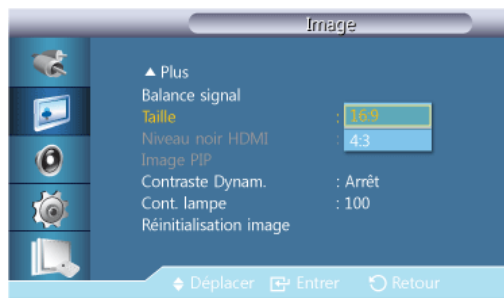 Image
▲ Plus
Balance signal
Taille : 16:9
Niveau noir HDMI : 4:3
Image PIP
Contraste Dynam. : Arrêt
Cont. lampe : 100
Réinitialisation image
Déplacer Entrer Retour